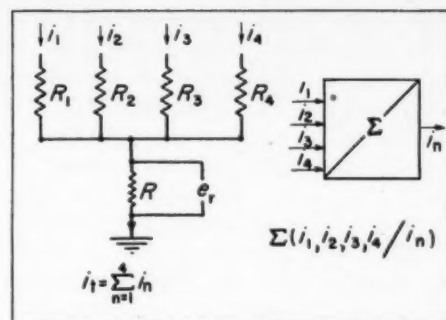 i₁ i₂ i₃ i₄
R₁ R₂ R₃ R₄
R eᵣ
iₜ = Σ iₙ
4
n=1
I₁
I₂
I₃
I₄
Σ
iₙ
Σ(i₁, i₂, i₃, i₄ / iₙ)